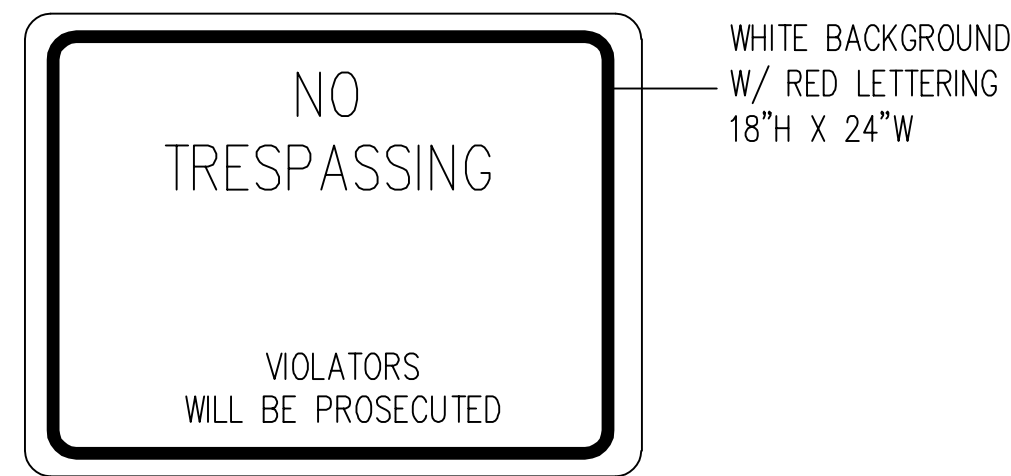 NO
TRESPASSING
VIOLATORS
WILL BE PROSECUTED
WHITE BACKGROUND
W/ RED LETTERING
18"H X 24"W